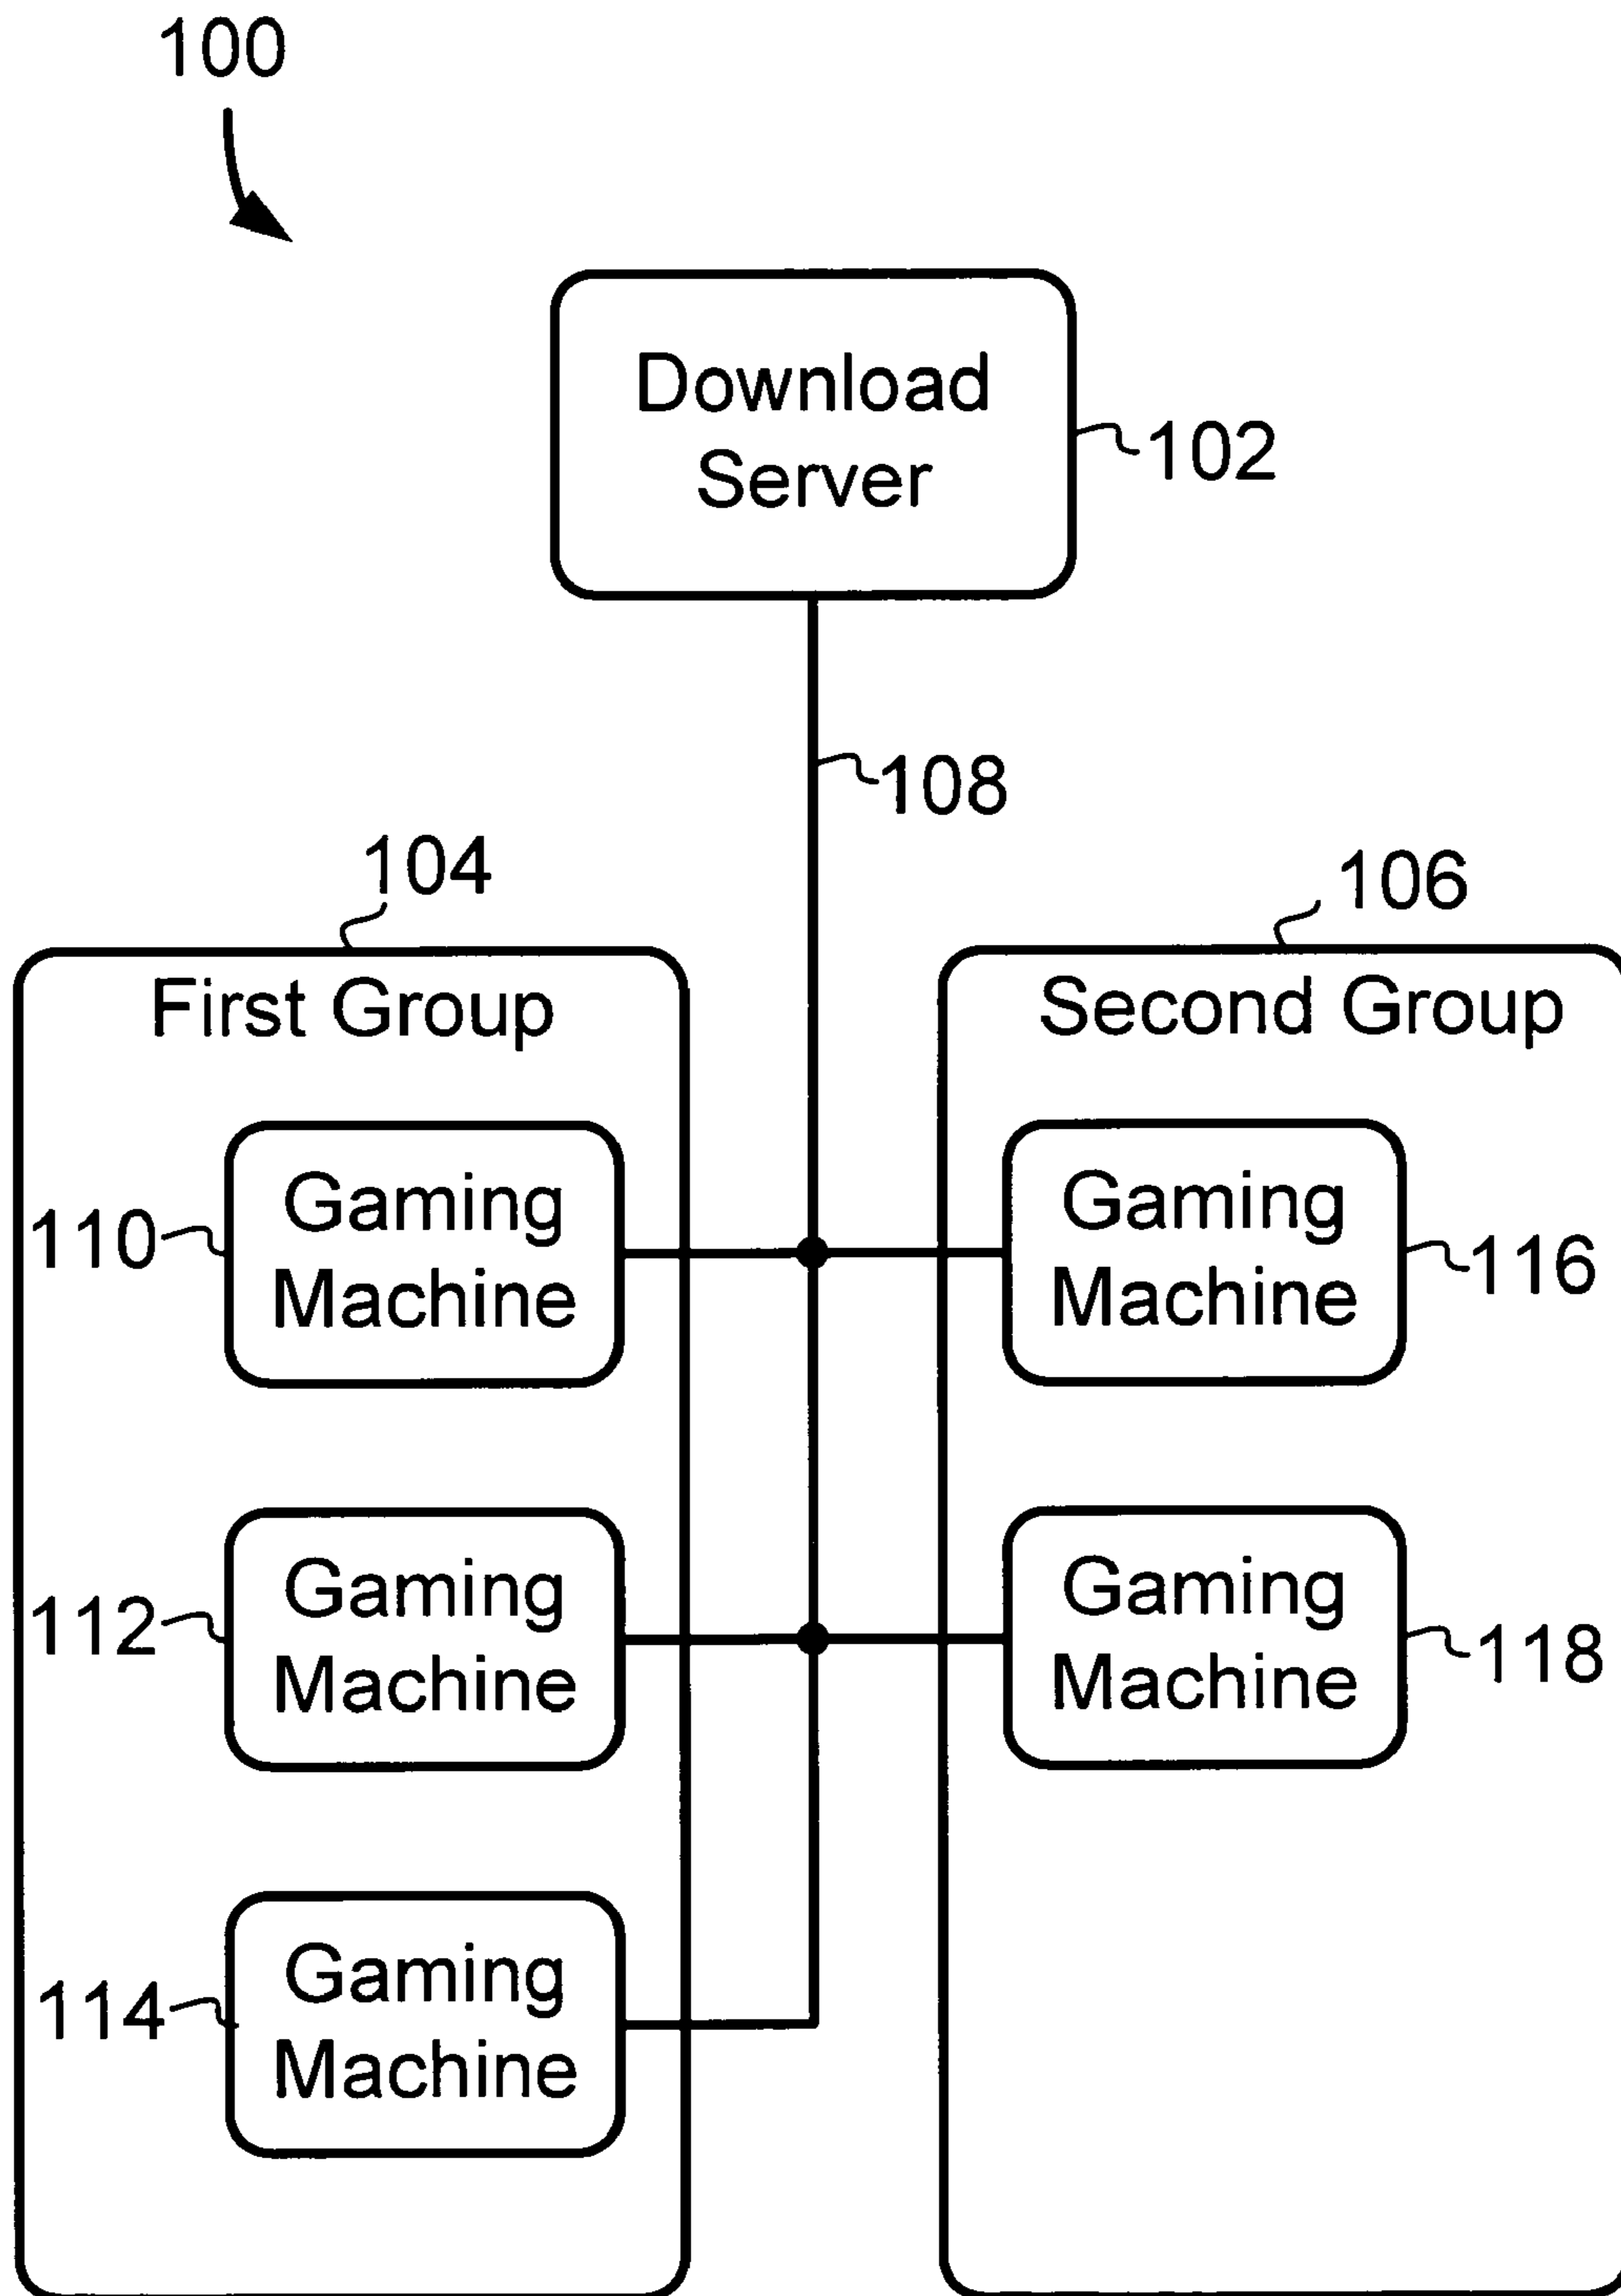 100
Download
Server
102
108
104
106
First Group
Second Group
Gaming
Machine
110
Gaming
Machine
116
Gaming
Machine
112
Gaming
Machine
118
Gaming
Machine
114